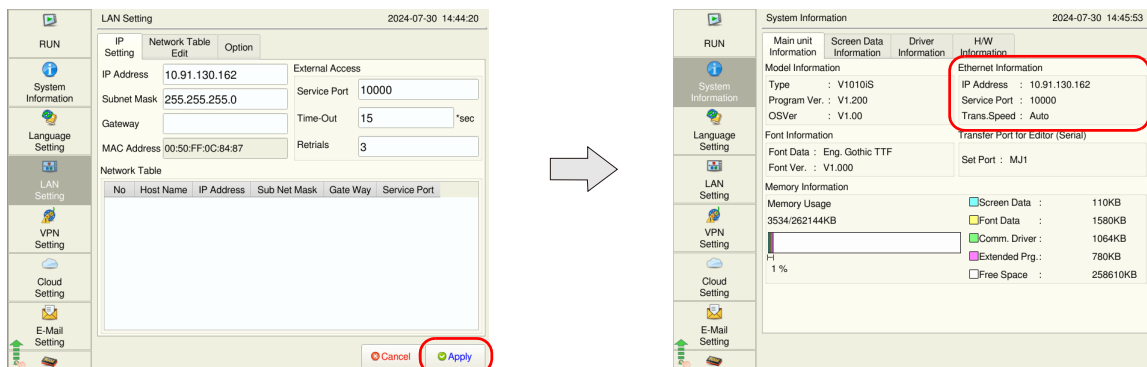 LAN Setting 2024-07-30 14:44:20
RUN
System
Information
Language
Setting
LAN
Setting
VPN
Setting
Cloud
Setting
E-Mail
Setting
IP
Setting
Network Table
Edit
Option
IP Address 10.91.130.162
Subnet Mask 255.255.255.0
Gateway
MAC Address 00:50:FF:0C:84:87
External Access
Service Port 10000
Time-Out 15 *sec
Retrials 3
Network Table
No Host Name IP Address Sub Net Mask Gate Way Service Port
Cancel Apply
System Information 2024-07-30 14:45:53
RUN
System
Information
Language
Setting
LAN
Setting
VPN
Setting
Cloud
Setting
E-Mail
Setting
Main unit
Information
Screen Data
Information
Driver
Information
H/W
Information
Model Information
Type : V1010iS
Program Ver. : V1.200
OSVer : V1.00
Ethernet Information
IP Address : 10.91.130.162
Service Port : 10000
Trans.Speed : Auto
Font Information
Font Data : Eng. Gothic TTF
Font Ver. : V1.000
Transfer Port for Editor (Serial)
Set Port : MJ1
Memory Information
Memory Usage
3534/262144KB
1 %
Screen Data : 110KB
Font Data : 1580KB
Comm. Driver : 1064KB
Extended Prg. : 780KB
Free Space : 258610KB